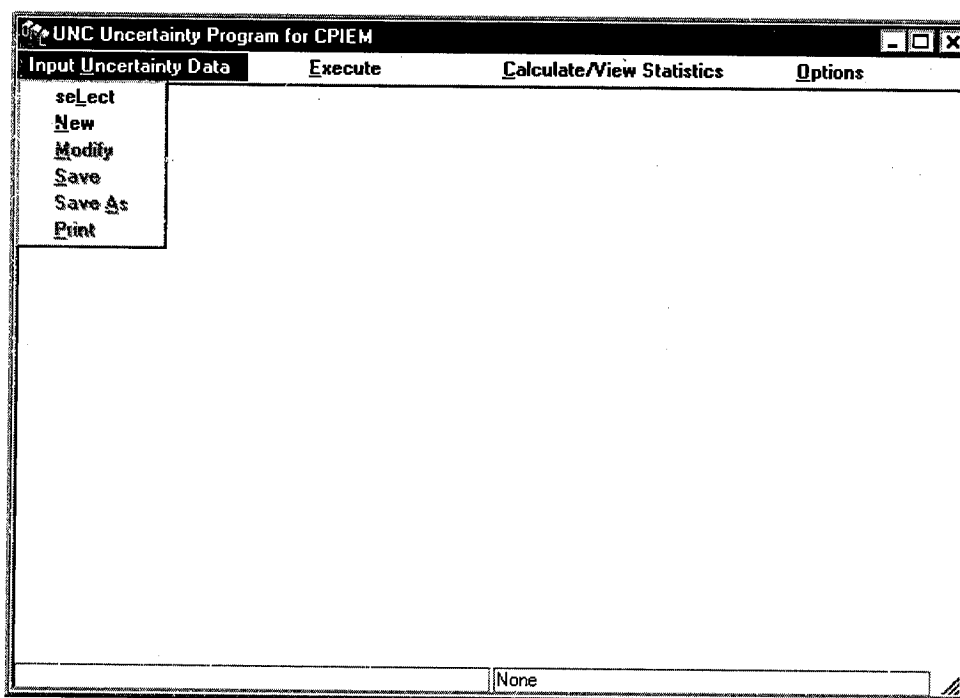 UNC Uncertainty Program for CPIEM
Input Uncertainty Data Execute Calculate/View Statistics Options
seLect
New
Modify
Save
Save As
Print
None